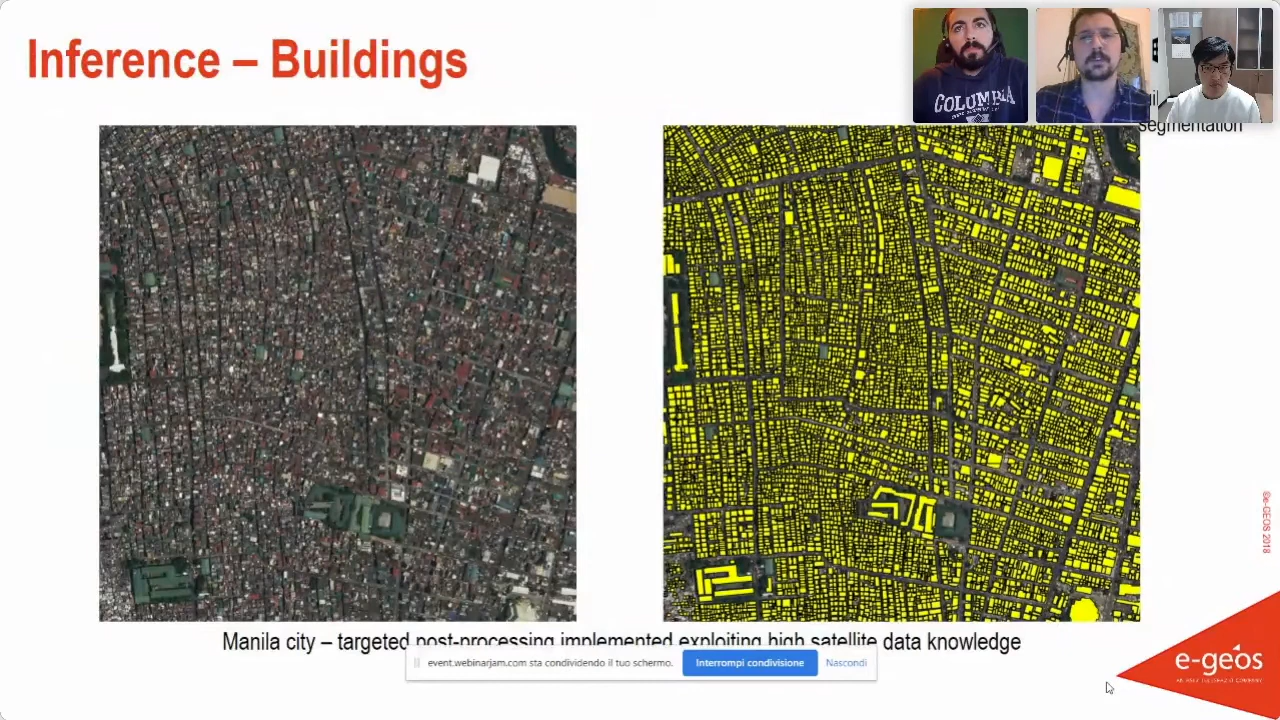 Inference – Buildings
COLUMBIA
segmentation
Manila city – targeted post-processing implemented exploiting high satellite data knowledge
event.webinarjam.com sta condividendo il tuo schermo.
Interrompi condivisione
Nascondi
©e-GEOS 2018
e-geos